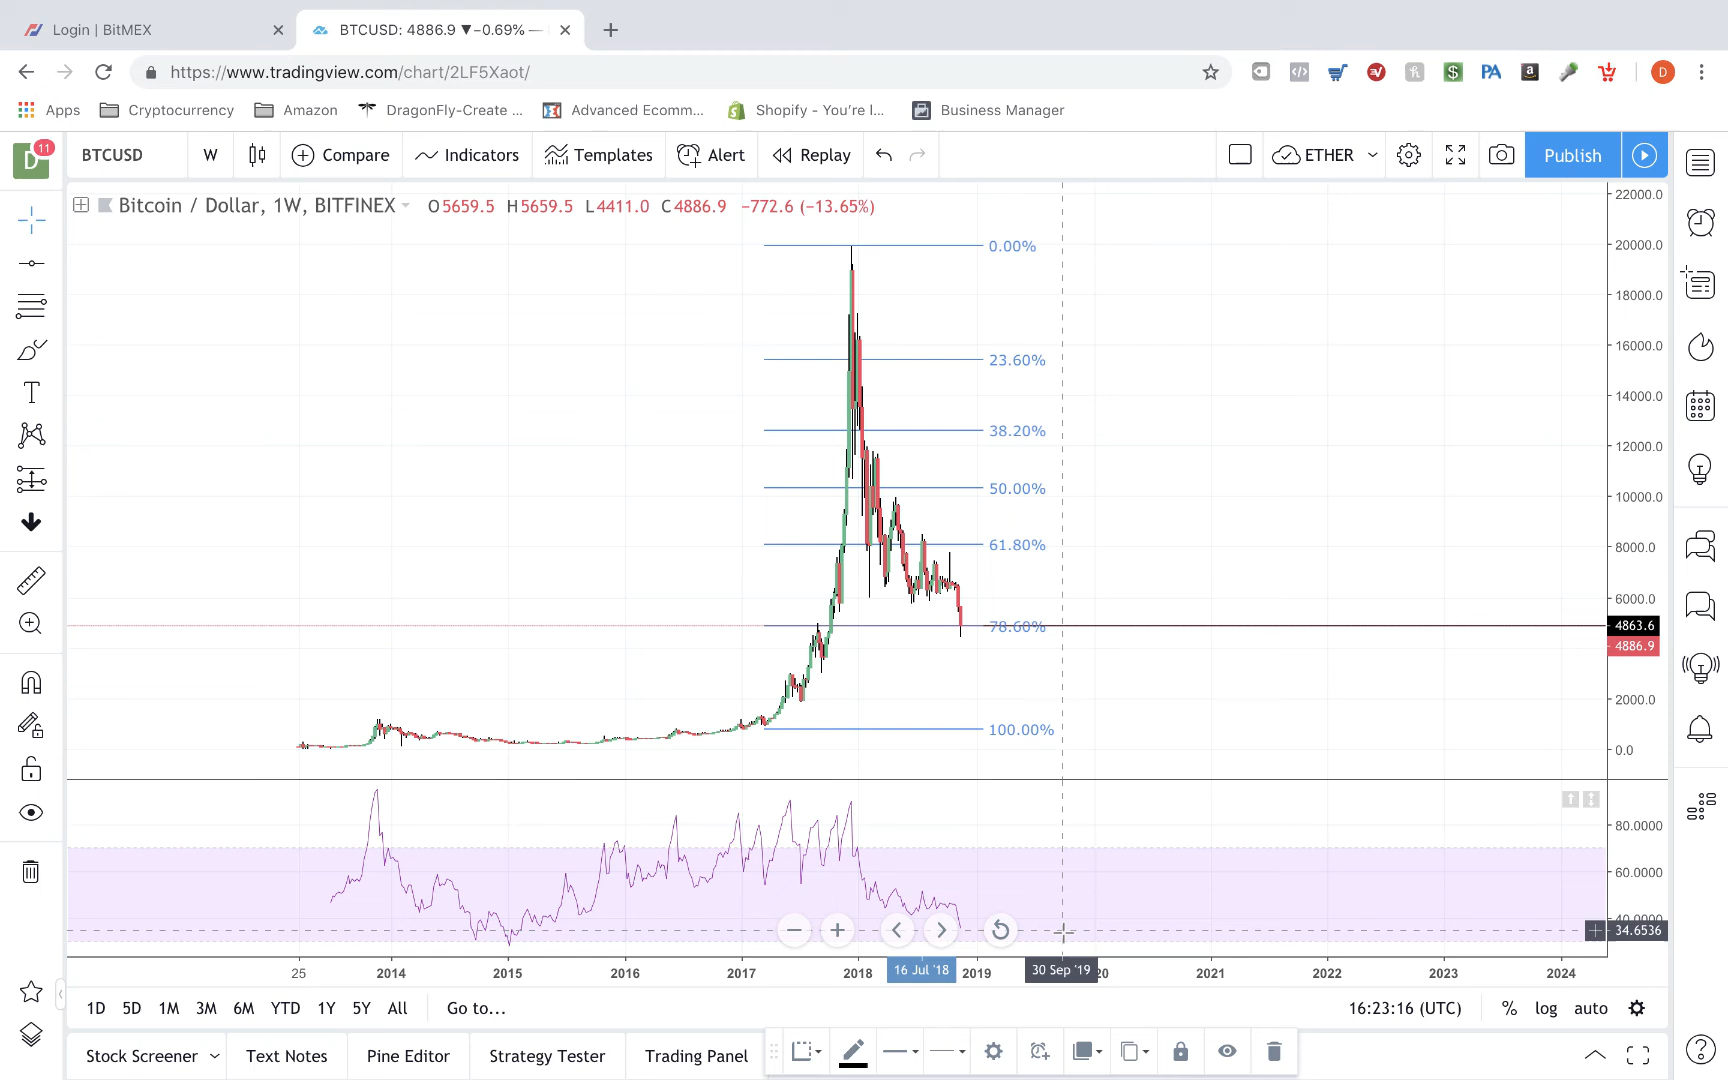 Login | BitMEX
BTCUSD: 4886.9 ▼−0.69% —
https://www.tradingview.com/chart/2LF5Xaot/
D
Apps
Cryptocurrency
Amazon
DragonFly-Create ...
Advanced Ecomm...
Shopify - You're I...
Business Manager
D
11
BTCUSD
W
Compare
Indicators
Templates
Alert
Replay
ETHER
Publish
Bitcoin / Dollar, 1W, BITFINEX
O5659.5 H5659.5 L4411.0 C4886.9 −772.6 (−13.65%)
0.00%
23.60%
38.20%
50.00%
61.80%
78.60%
100.00%
22000.0
20000.0
18000.0
16000.0
14000.0
12000.0
10000.0
8000.0
6000.0
4863.6
4886.9
2000.0
0.0
80.0000
60.0000
40.0000
34.6536
25
2014
2015
2016
2017
2018
16 Jul '18
2019
30 Sep '19
20
2021
2022
2023
2024
1D 5D 1M 3M 6M YTD 1Y 5Y All
Go to...
16:23:16 (UTC)
%
log
auto
Stock Screener
Text Notes
Pine Editor
Strategy Tester
Trading Panel